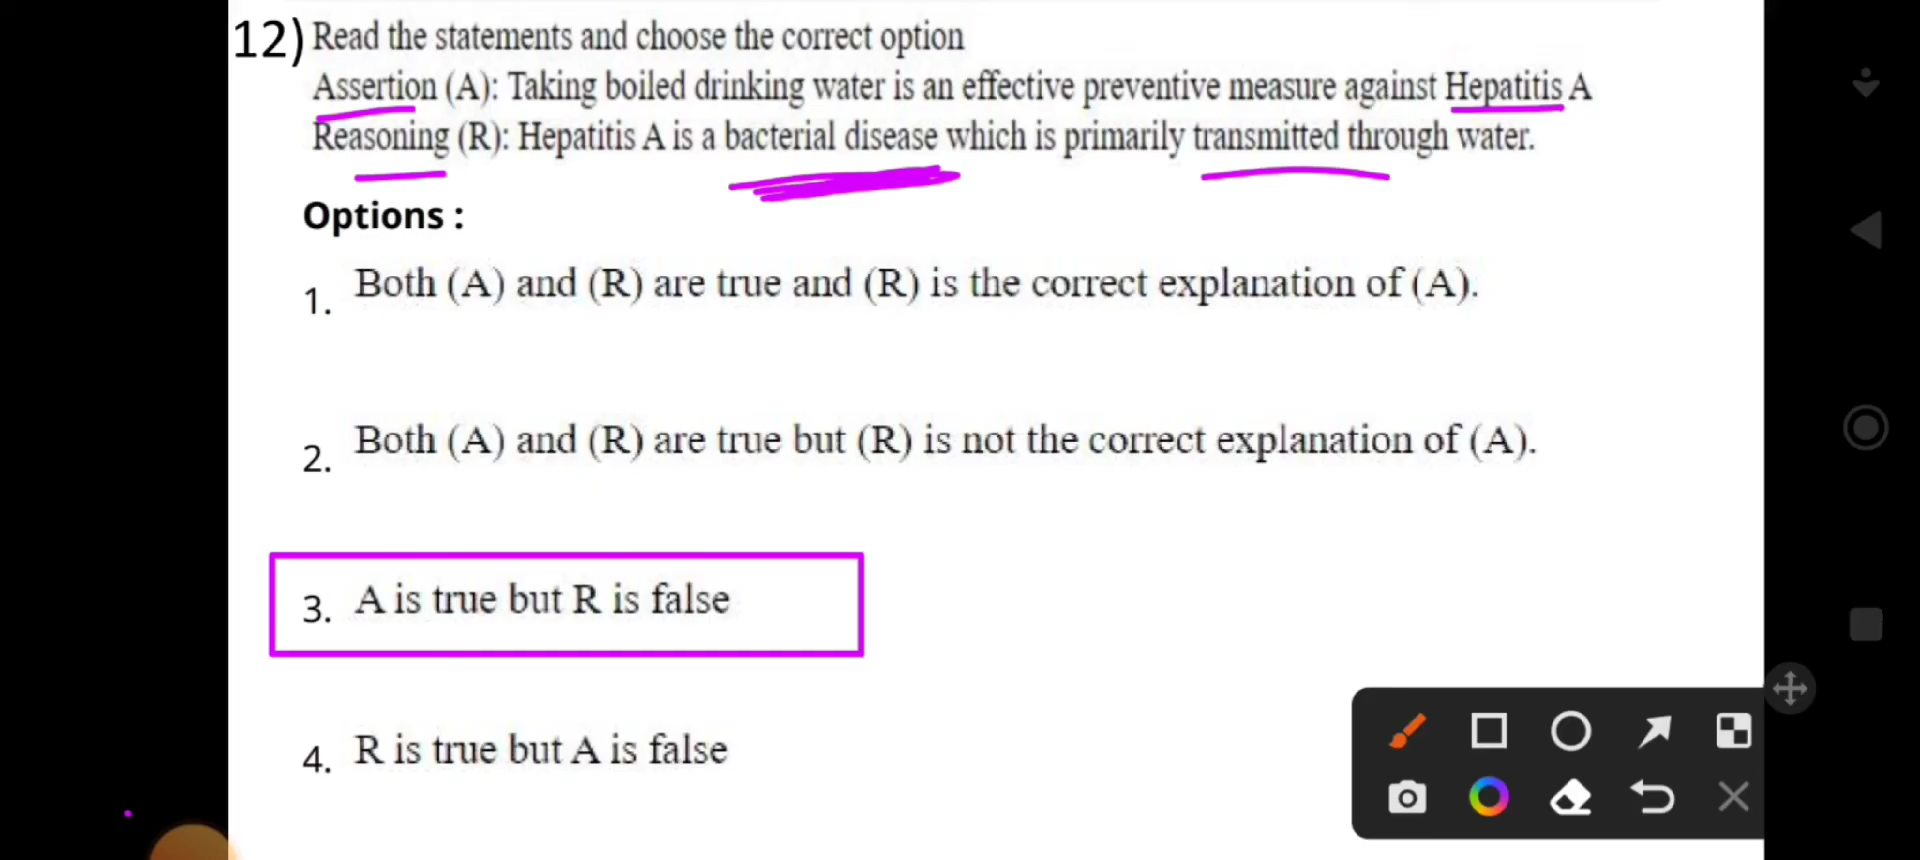 12) Read the statements and choose the correct option
Assertion (A): Taking boiled drinking water is an effective preventive measure against Hepatitis A
Reasoning (R): Hepatitis A is a bacterial disease which is primarily transmitted through water.
Options :
1. Both (A) and (R) are true and (R) is the correct explanation of (A).
2. Both (A) and (R) are true but (R) is not the correct explanation of (A).
3. A is true but R is false
4. R is true but A is false